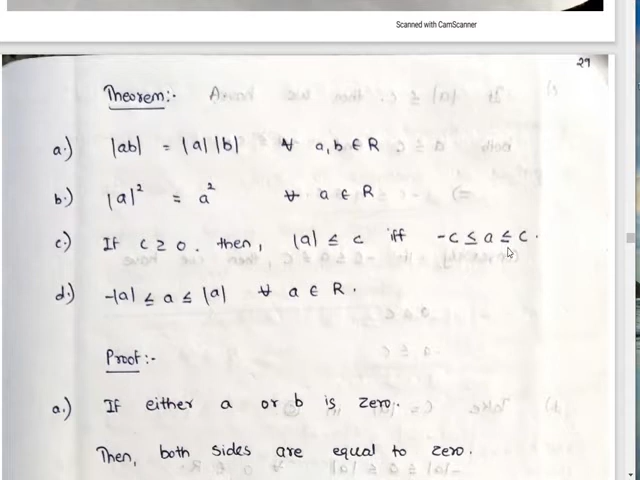 Scanned with CamScanner
29
Theorem:-
a.) |ab| = |a| |b| ∀ a, b ∈ R
b.) |a|² = a² ∀ a ∈ R
c.) If c ≥ 0. then, |a| ≤ c iff -c ≤ a ≤ c.
d.) -|a| ≤ a ≤ |a| ∀ a ∈ R.
Proof:-
a.) If either a or b is zero.
Then, both sides are equal to zero.